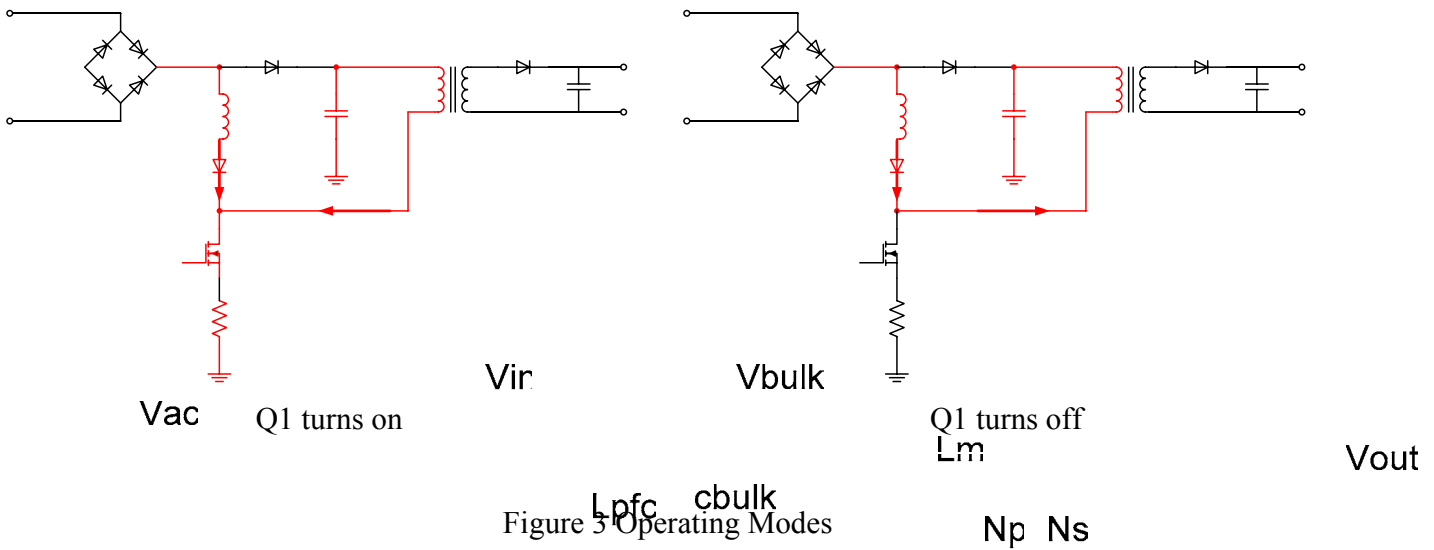 Vin
Vbulk
Vac
Q1 turns on
Q1 turns off
Lm
Vout
Lpfc
cbulk
Figure 3 Operating Modes
Np
Ns